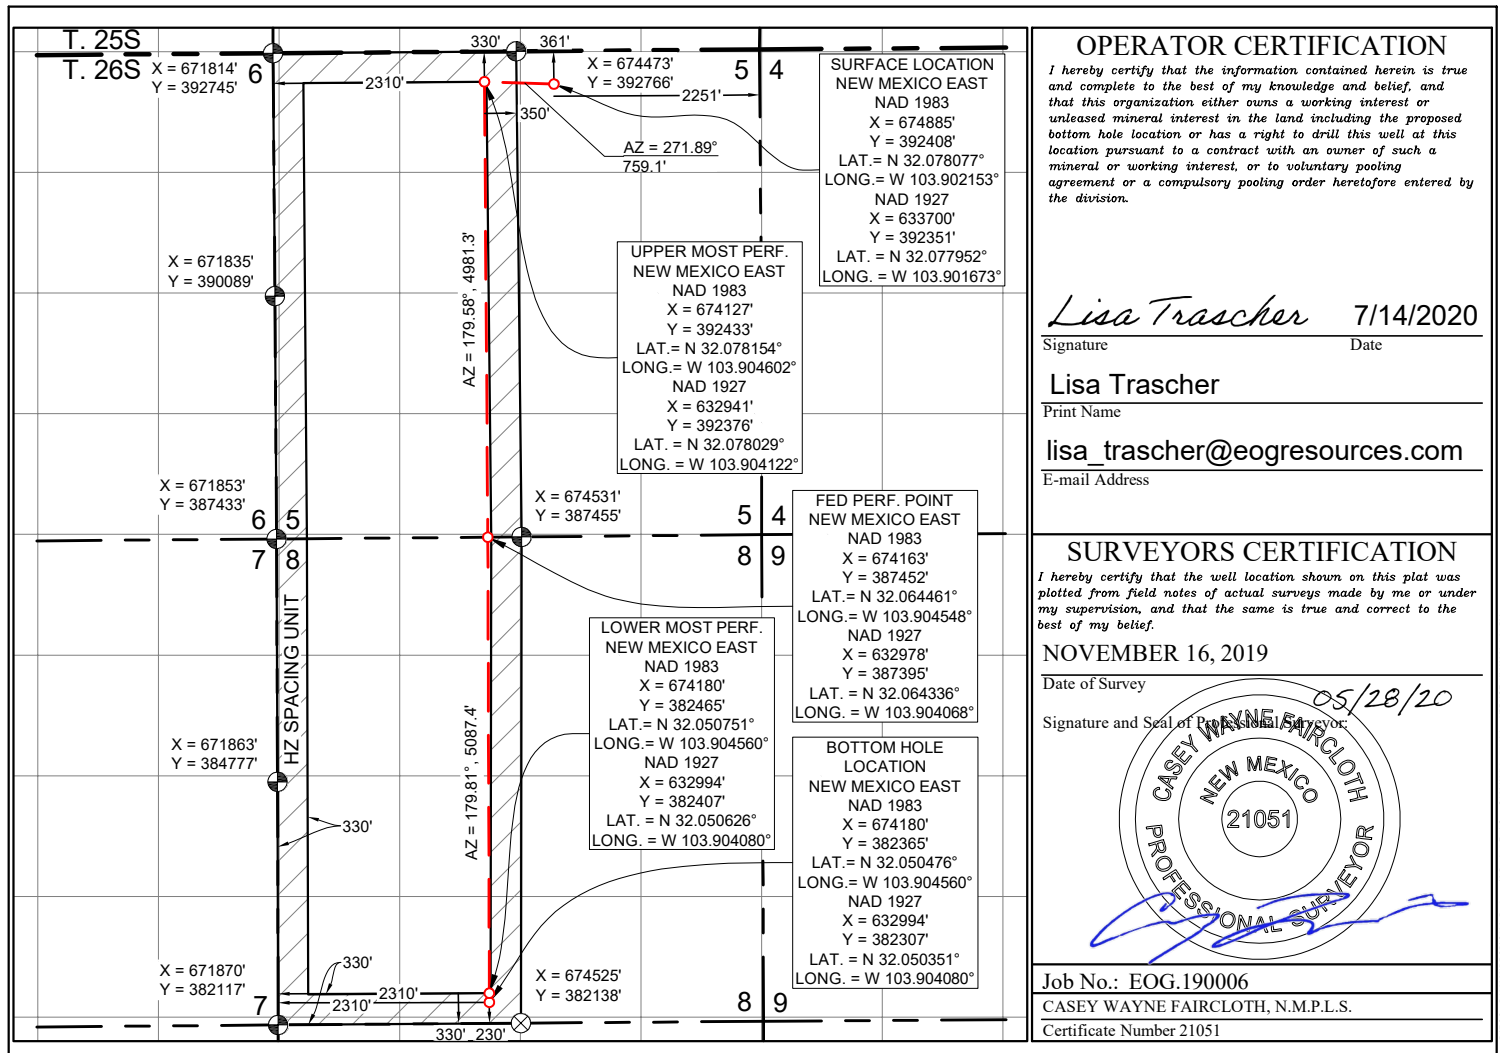 T. 25S
T. 26S
6
X = 671814'
Y = 392745'
2310'
330'
361'
X = 674473'
Y = 392766'
2251'
350'
AZ = 271.89°
759.1'
5
4
SURFACE LOCATION
NEW MEXICO EAST
NAD 1983
X = 674885'
Y = 392408'
LAT.= N 32.078077°
LONG.= W 103.902153°
NAD 1927
X = 633700'
Y = 392351'
LAT. = N 32.077952°
LONG. = W 103.901673°
X = 671835'
Y = 390089'
AZ = 179.58°, 4981.3'
UPPER MOST PERF.
NEW MEXICO EAST
NAD 1983
X = 674127'
Y = 392433'
LAT.= N 32.078154°
LONG.= W 103.904602°
NAD 1927
X = 632941'
Y = 392376'
LAT. = N 32.078029°
LONG. = W 103.904122°
X = 671853'
Y = 387433'
6 5
7 8
X = 674531'
Y = 387455'
5 4
8 9
FED PERF. POINT
NEW MEXICO EAST
NAD 1983
X = 674163'
Y = 387452'
LAT.= N 32.064461°
LONG.= W 103.904548°
NAD 1927
X = 632978'
Y = 387395'
LAT. = N 32.064336°
LONG. = W 103.904068°
HZ SPACING UNIT
LOWER MOST PERF.
NEW MEXICO EAST
NAD 1983
X = 674180'
Y = 382465'
LAT.= N 32.050751°
LONG.= W 103.904560°
NAD 1927
X = 632994'
Y = 382407'
LAT. = N 32.050626°
LONG. = W 103.904080°
X = 671863'
Y = 384777'
330'
AZ = 179.81°, 5087.4'
BOTTOM HOLE
LOCATION
NEW MEXICO EAST
NAD 1983
X = 674180'
Y = 382365'
LAT.= N 32.050476°
LONG.= W 103.904560°
NAD 1927
X = 632994'
Y = 382307'
LAT. = N 32.050351°
LONG. = W 103.904080°
X = 671870'
Y = 382117'
7
330'
2310'
2310'
330'
230'
X = 674525'
Y = 382138'
8 9
OPERATOR CERTIFICATION
I hereby certify that the information contained herein is true
and complete to the best of my knowledge and belief, and
that this organization either owns a working interest or
unleased mineral interest in the land including the proposed
bottom hole location or has a right to drill this well at this
location pursuant to a contract with an owner of such a
mineral or working interest, or to voluntary pooling
agreement or a compulsory pooling order heretofore entered by
the division.
Lisa Trascher 7/14/2020
Signature Date
Lisa Trascher
Print Name
lisa_trascher@eogresources.com
E-mail Address
SURVEYORS CERTIFICATION
I hereby certify that the well location shown on this plat was
plotted from field notes of actual surveys made by me or under
my supervision, and that the same is true and correct to the
best of my belief.
NOVEMBER 16, 2019
Date of Survey
05/28/20
Signature and Seal of Professional Surveyor:
CASEY WAYNE FAIRCLOTH
NEW MEXICO
21051
PROFESSIONAL SURVEYOR
Job No.: EOG.190006
CASEY WAYNE FAIRCLOTH, N.M.P.L.S.
Certificate Number 21051